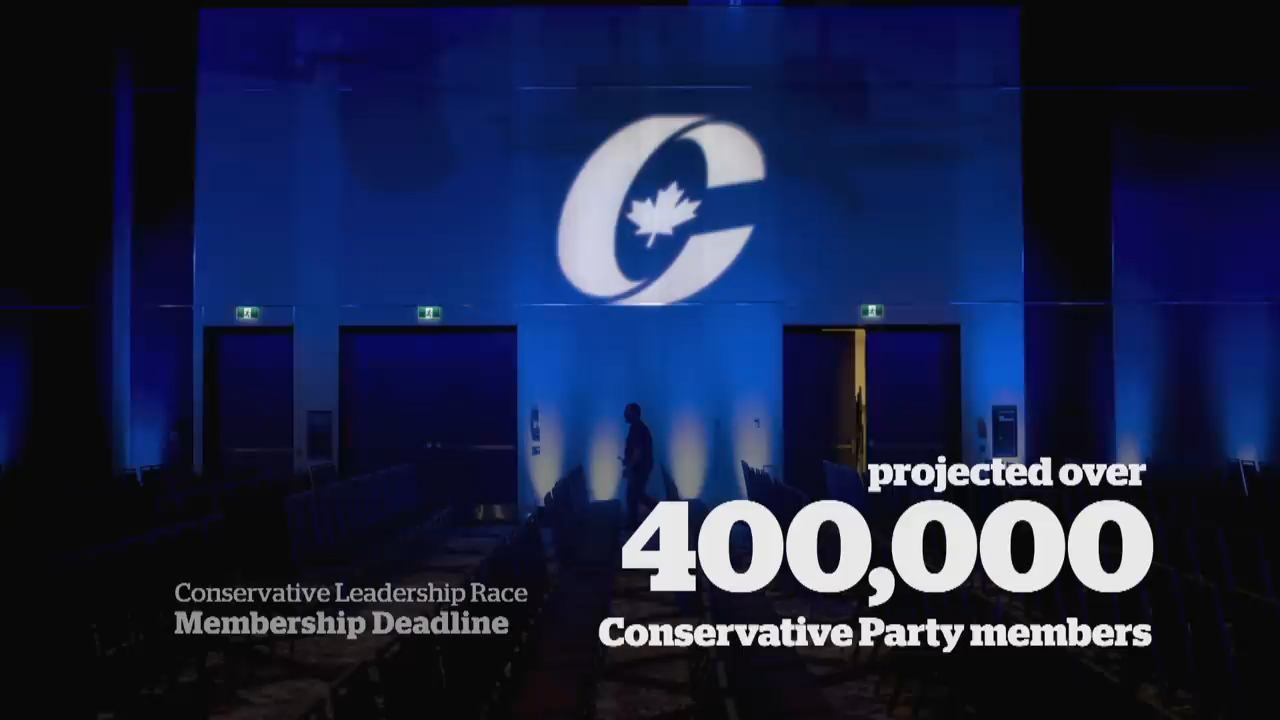 projected over
400,000
Conservative Party members
Conservative Leadership Race
Membership Deadline